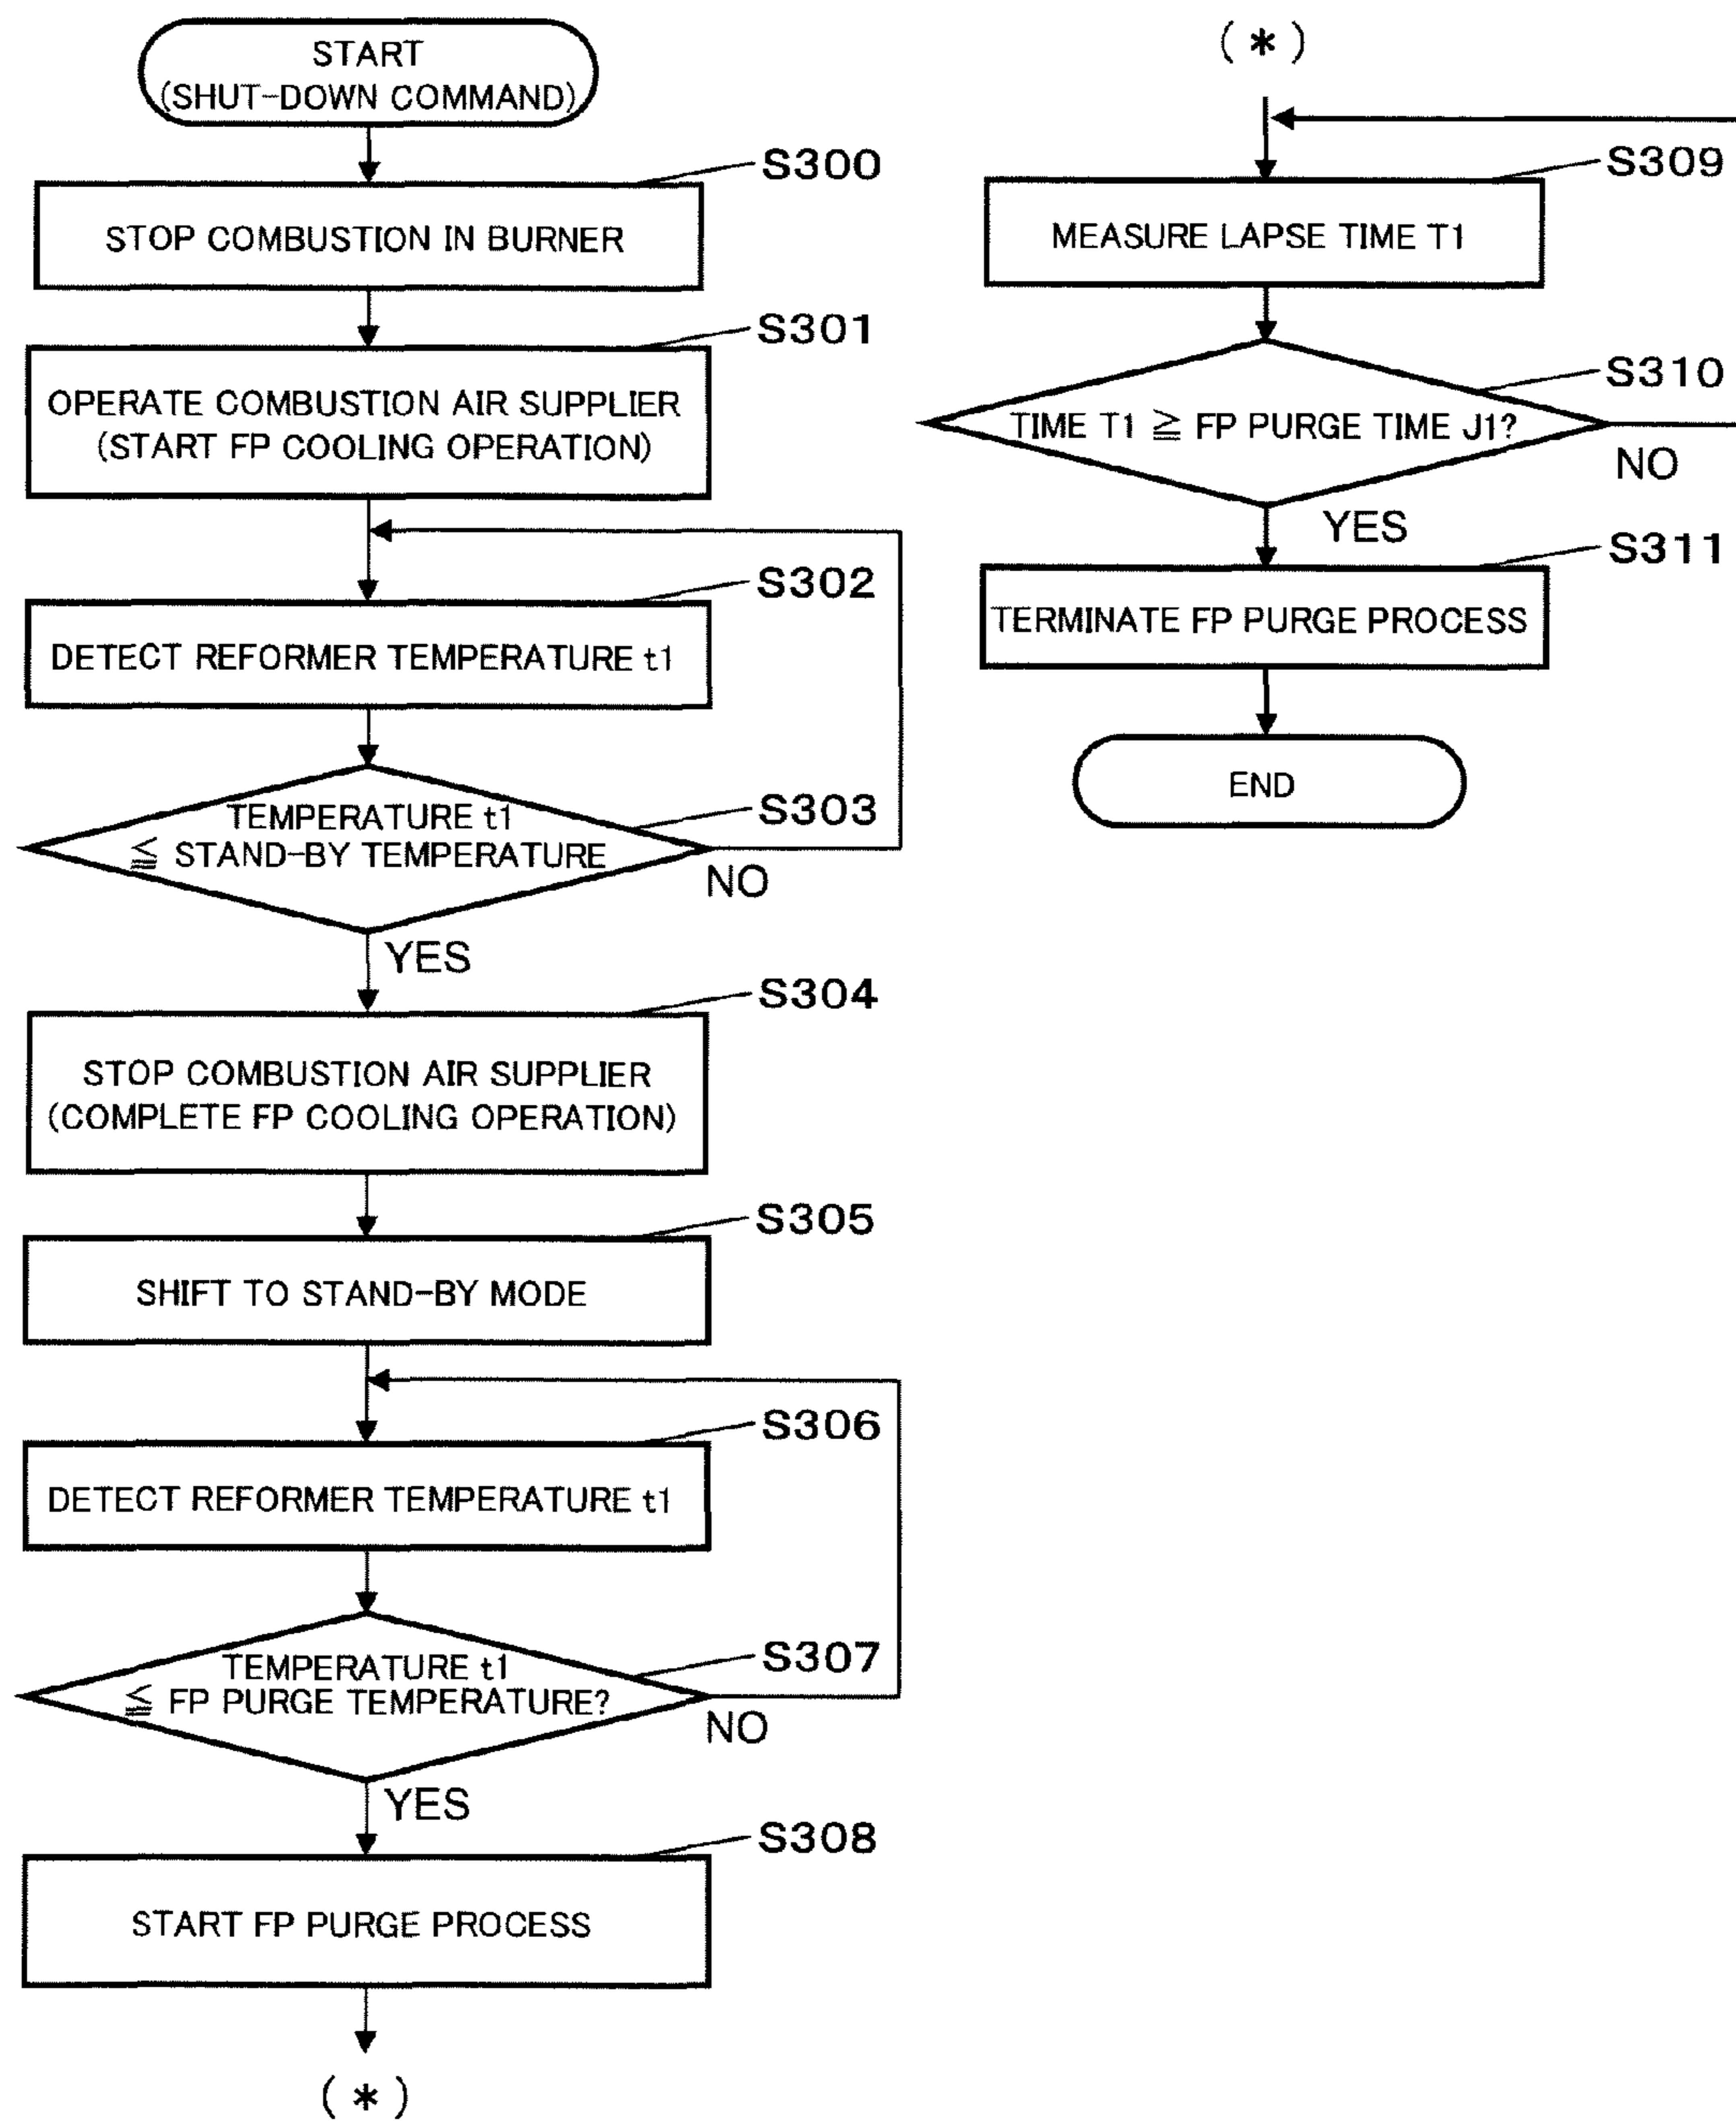 START
(SHUT-DOWN COMMAND)
S300
STOP COMBUSTION IN BURNER
S301
OPERATE COMBUSTION AIR SUPPLIER
(START FP COOLING OPERATION)
S302
DETECT REFORMER TEMPERATURE t1
S303
TEMPERATURE t1
≦ STAND-BY TEMPERATURE
NO
YES
S304
STOP COMBUSTION AIR SUPPLIER
(COMPLETE FP COOLING OPERATION)
S305
SHIFT TO STAND-BY MODE
S306
DETECT REFORMER TEMPERATURE t1
S307
TEMPERATURE t1
≦ FP PURGE TEMPERATURE?
NO
YES
S308
START FP PURGE PROCESS
(*)
(*)
S309
MEASURE LAPSE TIME T1
S310
TIME T1 ≧ FP PURGE TIME J1?
NO
YES
S311
TERMINATE FP PURGE PROCESS
END